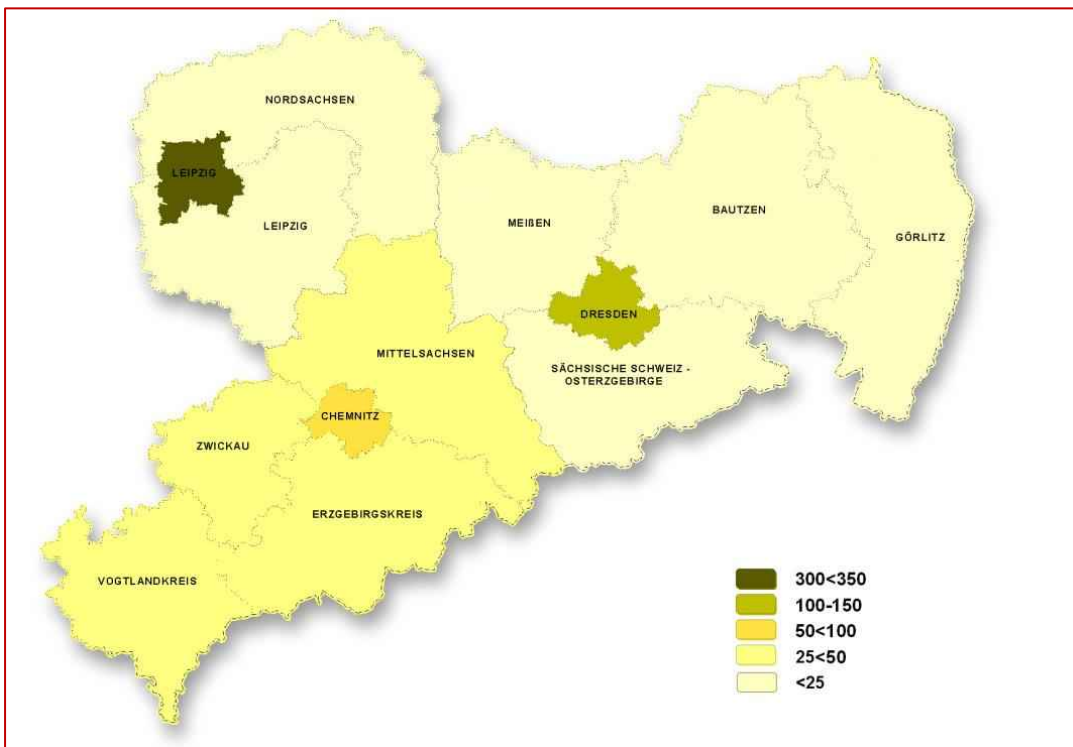 NORDSACHSEN
LEIPZIG
LEIPZIG
MEIßEN
BAUTZEN
GÖRLITZ
DRESDEN
MITTELSACHSEN
SÄCHSISCHE SCHWEIZ -
OSTERZGEBIRGE
CHEMNITZ
ZWICKAU
ERZGEBIRGSKREIS
VOGTLANDKREIS
300<350
100-150
50<100
25<50
<25